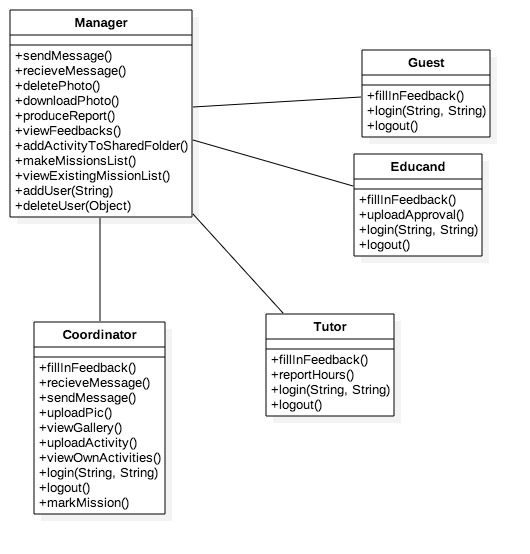 Manager
+sendMessage()
+recieveMessage()
+deletePhoto()
+downloadPhoto()
+produceReport()
+viewFeedbacks()
+addActivityToSharedFolder()
+makeMissionsList()
+viewExistingMissionList()
+addUser(String)
+deleteUser(Object)
Guest
+fillInFeedback()
+login(String, String)
+logout()
Educand
+fillInFeedback()
+uploadApproval()
+login(String, String)
+logout()
Coordinator
+fillInFeedback()
+recieveMessage()
+sendMessage()
+uploadPic()
+viewGallery()
+uploadActivity()
+viewOwnActivities()
+login(String, String)
+logout()
+markMission()
Tutor
+fillInFeedback()
+reportHours()
+login(String, String)
+logout()